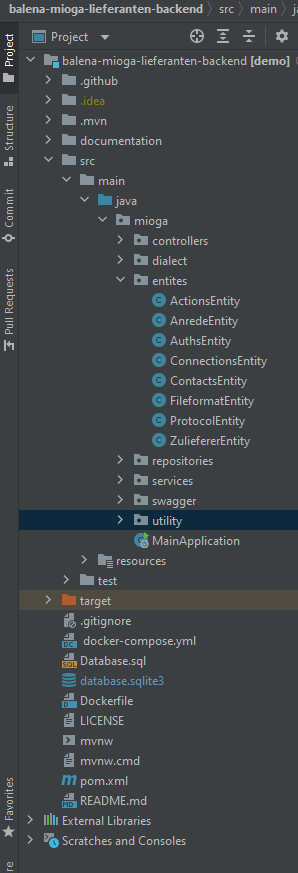 balena-mioga-lieferanten-backend › src › main › ja
Project
Project
balena-mioga-lieferanten-backend [demo]
.github
.idea
.mvn
documentation
src
main
java
mioga
controllers
dialect
entites
ActionsEntity
AnredeEntity
AuthsEntity
ConnectionsEntity
ContactsEntity
FileformatEntity
ProtocolEntity
ZuliefererEntity
repositories
services
swagger
utility
MainApplication
resources
test
target
.gitignore
docker-compose.yml
Database.sql
database.sqlite3
Dockerfile
LICENSE
mvnw
mvnw.cmd
pom.xml
README.md
External Libraries
Scratches and Consoles
Structure
Commit
Pull Requests
Favorites
re